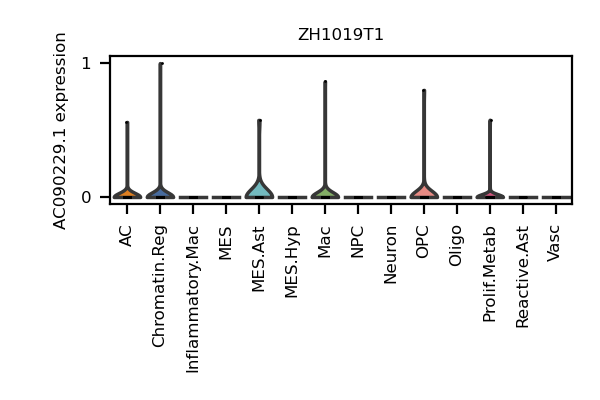 ZH1019T1
AC090229.1 expression
1
0
AC
Chromatin.Reg
Inflammatory.Mac
MES
MES.Ast
MES.Hyp
Mac
NPC
Neuron
OPC
Oligo
Prolif.Metab
Reactive.Ast
Vasc